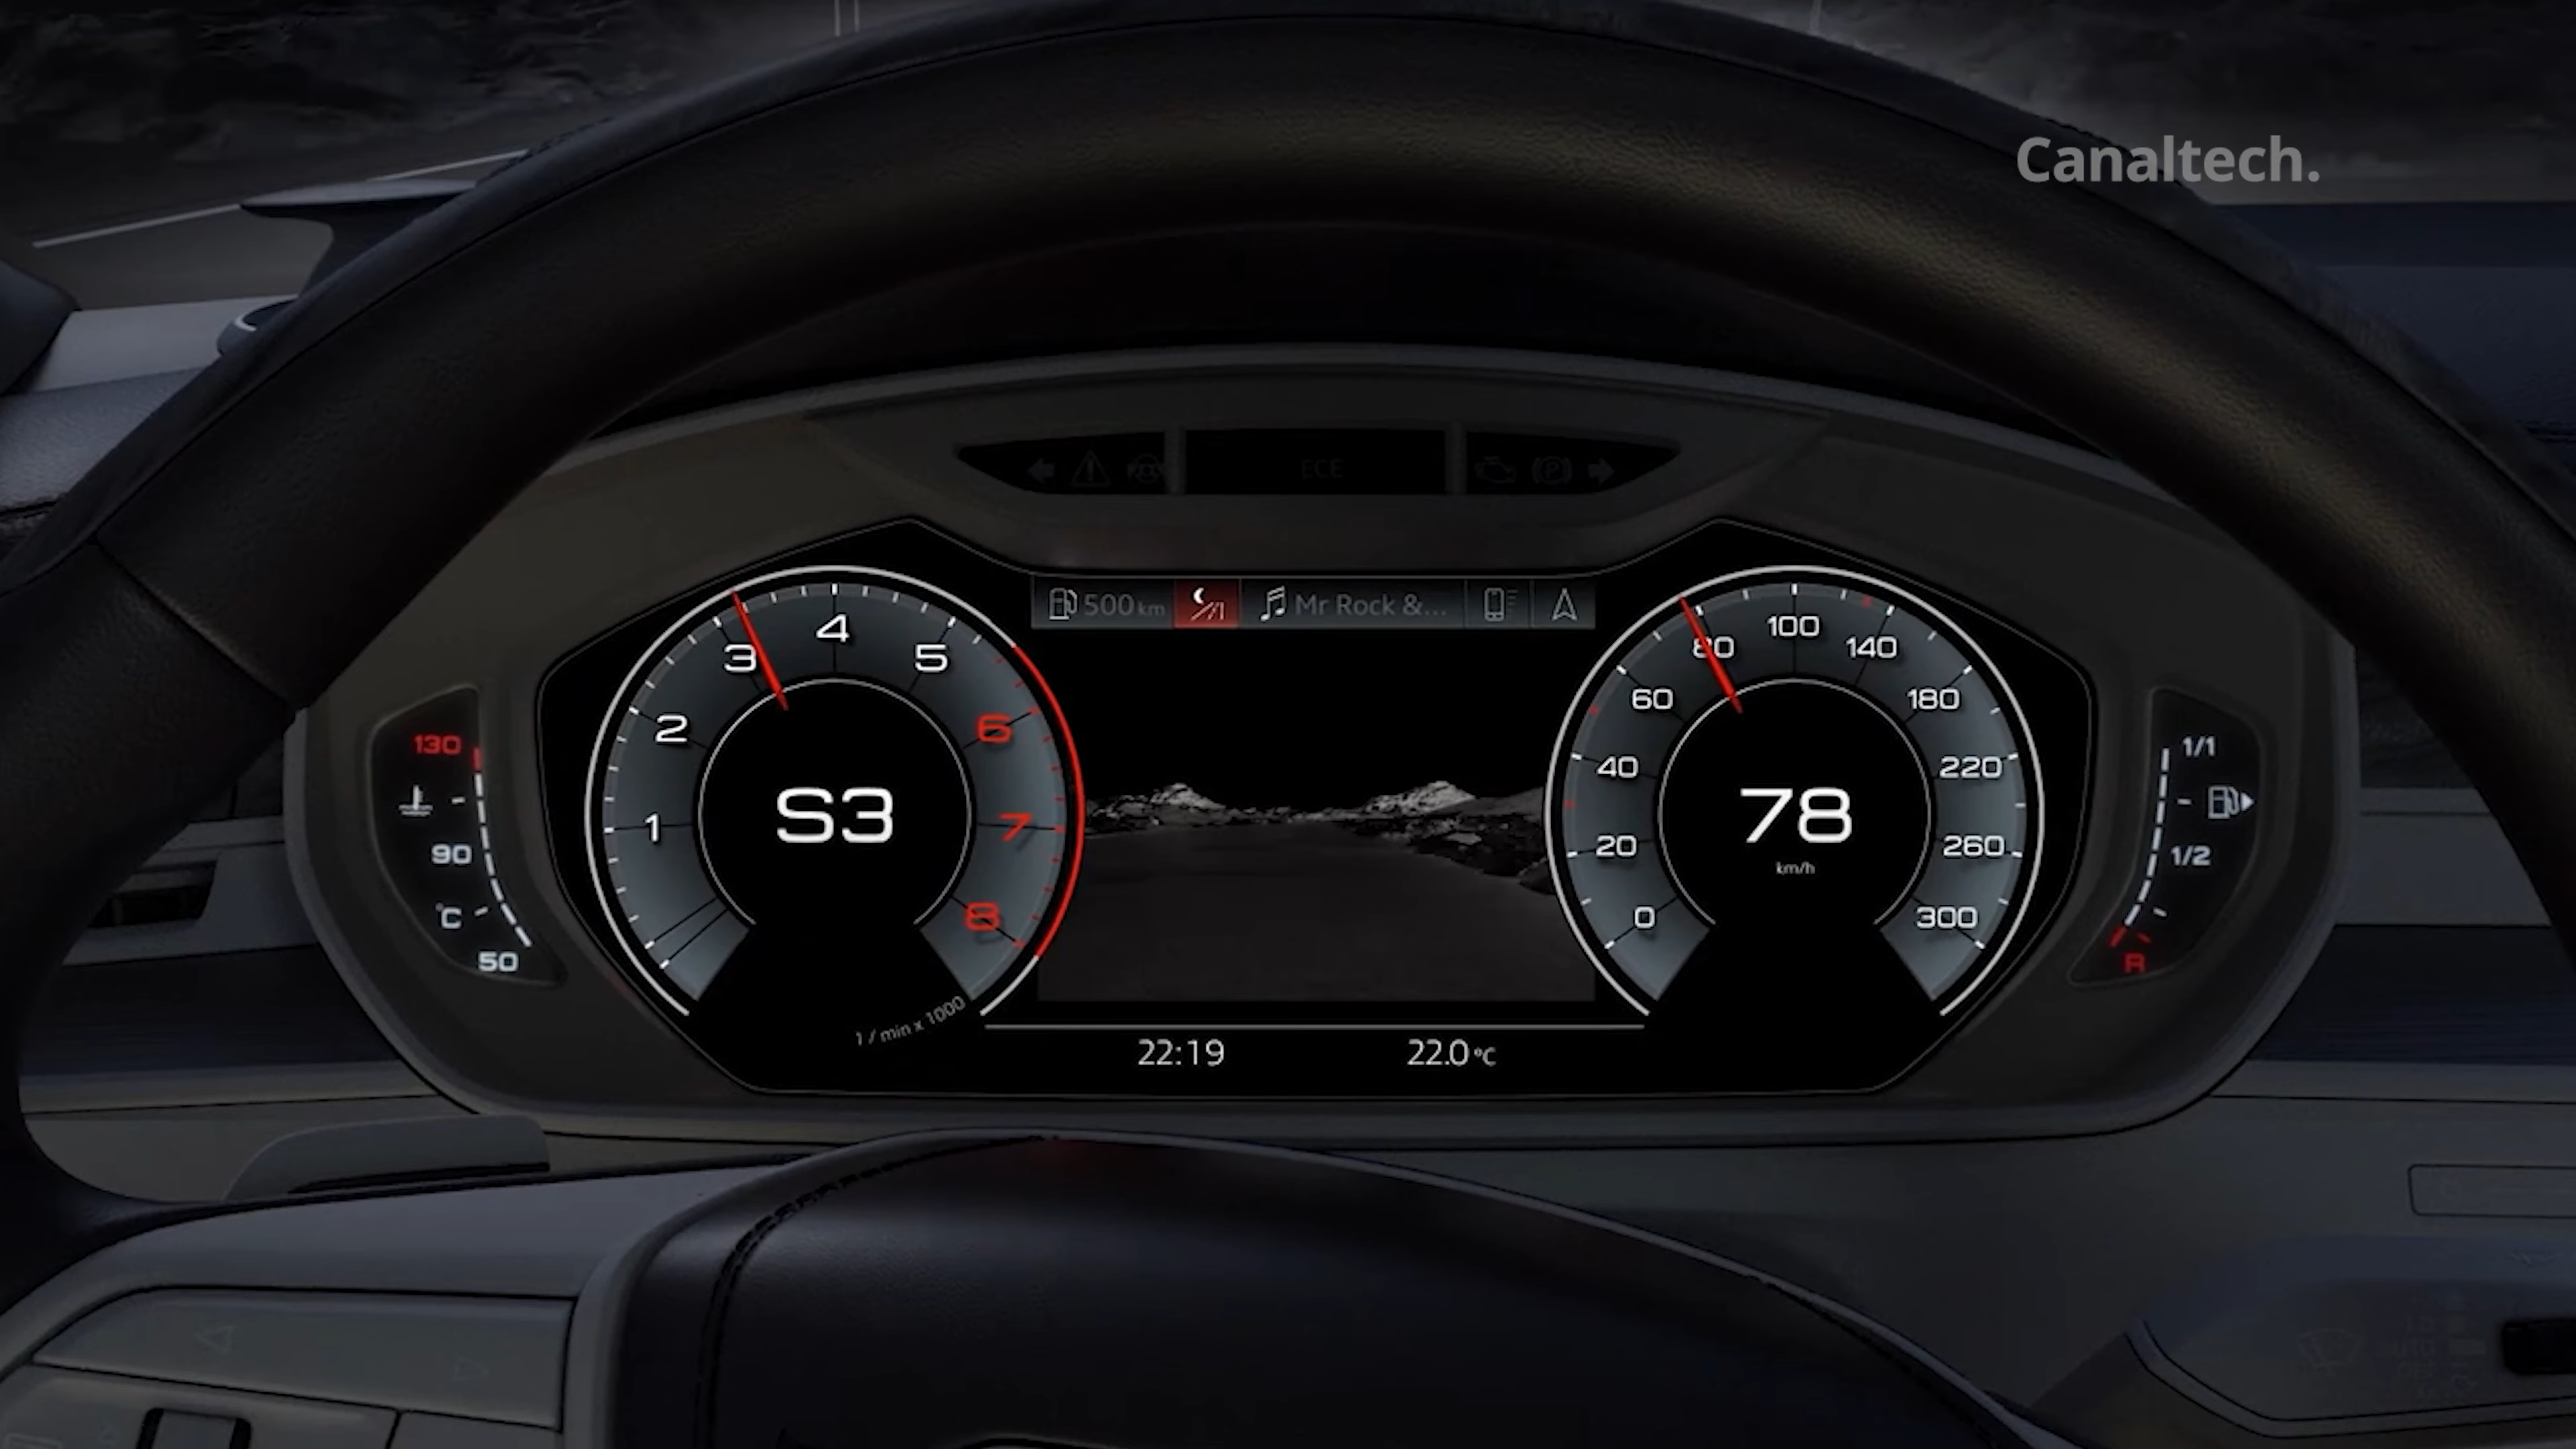 Canaltech.
ECE
500 km
Mr Rock &...
1
2
3
4
5
6
7
8
S3
1 / min x 1000
0
20
40
60
80
100
140
180
220
260
300
78
km/h
130
90
°C
50
1/1
1/2
R
P
22:19
22.0 °C